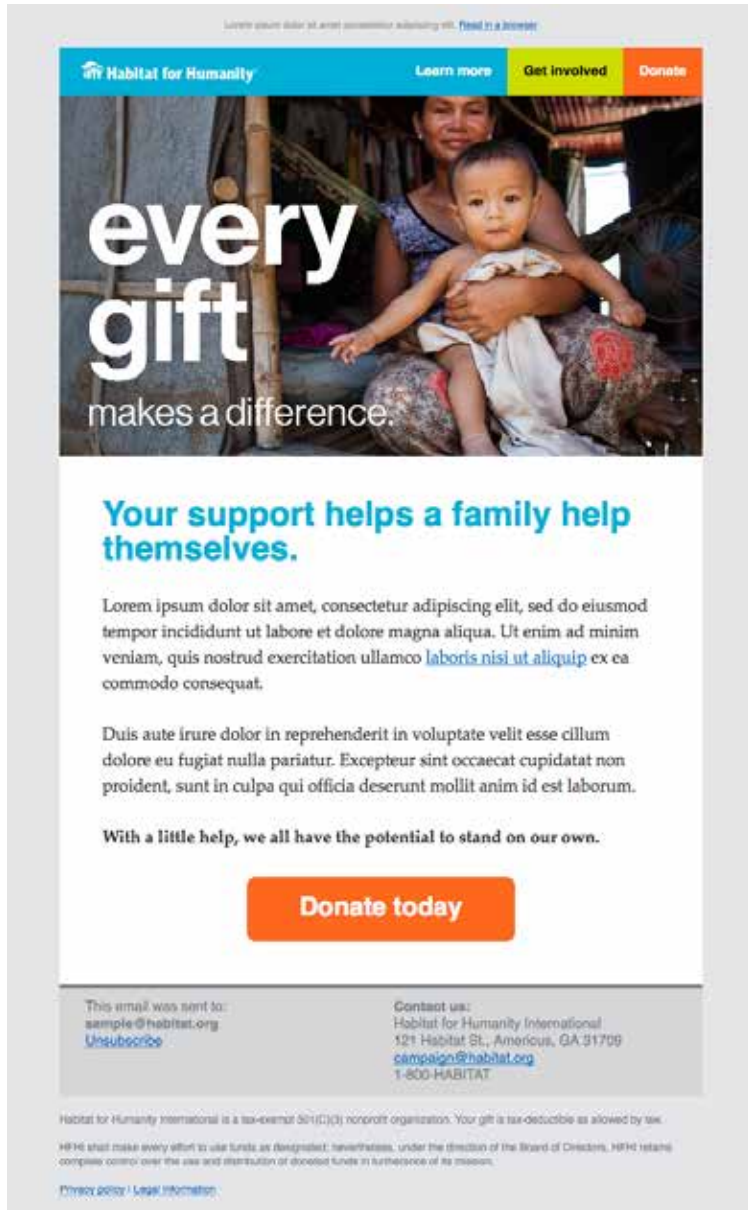 Lorem ipsum dolor sit amet consectetur adipiscing elit. Read in a browser
Habitat for Humanity®
Learn more
Get involved
Donate
every
gift
makes a difference.
Your support helps a family help
themselves.
Lorem ipsum dolor sit amet, consectetur adipiscing elit, sed do eiusmod
tempor incididunt ut labore et dolore magna aliqua. Ut enim ad minim
veniam, quis nostrud exercitation ullamco laboris nisi ut aliquip ex ea
commodo consequat.
Duis aute irure dolor in reprehenderit in voluptate velit esse cillum
dolore eu fugiat nulla pariatur. Excepteur sint occaecat cupidatat non
proident, sunt in culpa qui officia deserunt mollit anim id est laborum.
With a little help, we all have the potential to stand on our own.
Donate today
This email was sent to:
sample@habitat.org
Unsubscribe
Contact us:
Habitat for Humanity International
121 Habitat St., Americus, GA 31709
campaign@habitat.org
1-800-HABITAT
Habitat for Humanity International is a tax-exempt 501(C)(3) nonprofit organization. Your gift is tax-deductible as allowed by law.
HFHI shall make every effort to use funds as designated; nevertheless, under the direction of the Board of Directors, HFHI retains
complete control over the use and distribution of donated funds in furtherance of its mission.
Privacy policy | Legal information